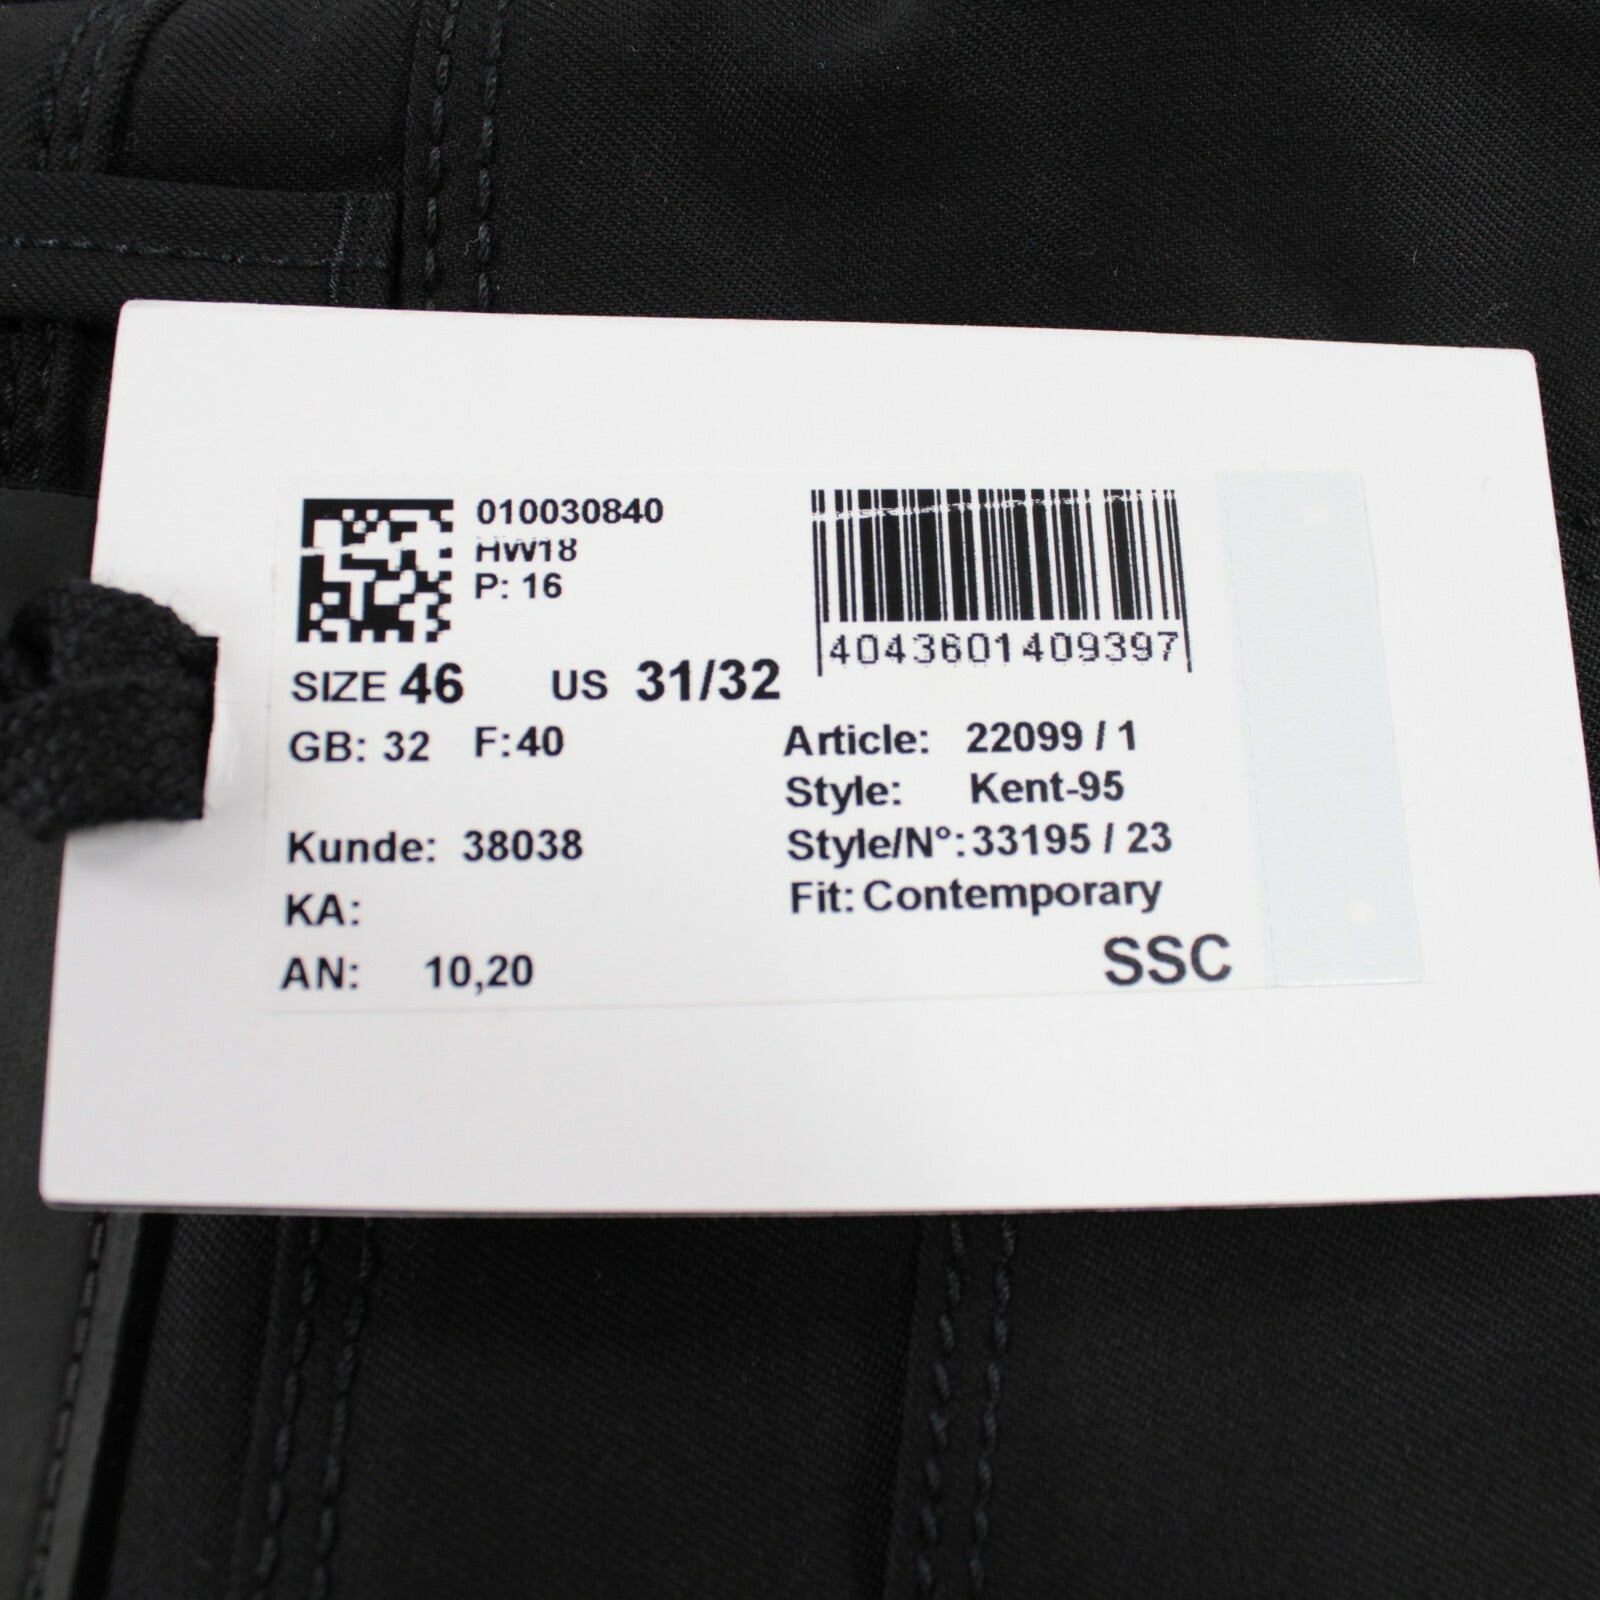 010030840
HW18
P: 16
4043601409397
SIZE 46 US 31/32
GB: 32 F:40
Article: 22099 / 1
Style: Kent-95
Kunde: 38038
Style/N°:33195 / 23
KA:
Fit: Contemporary
AN: 10,20
SSC